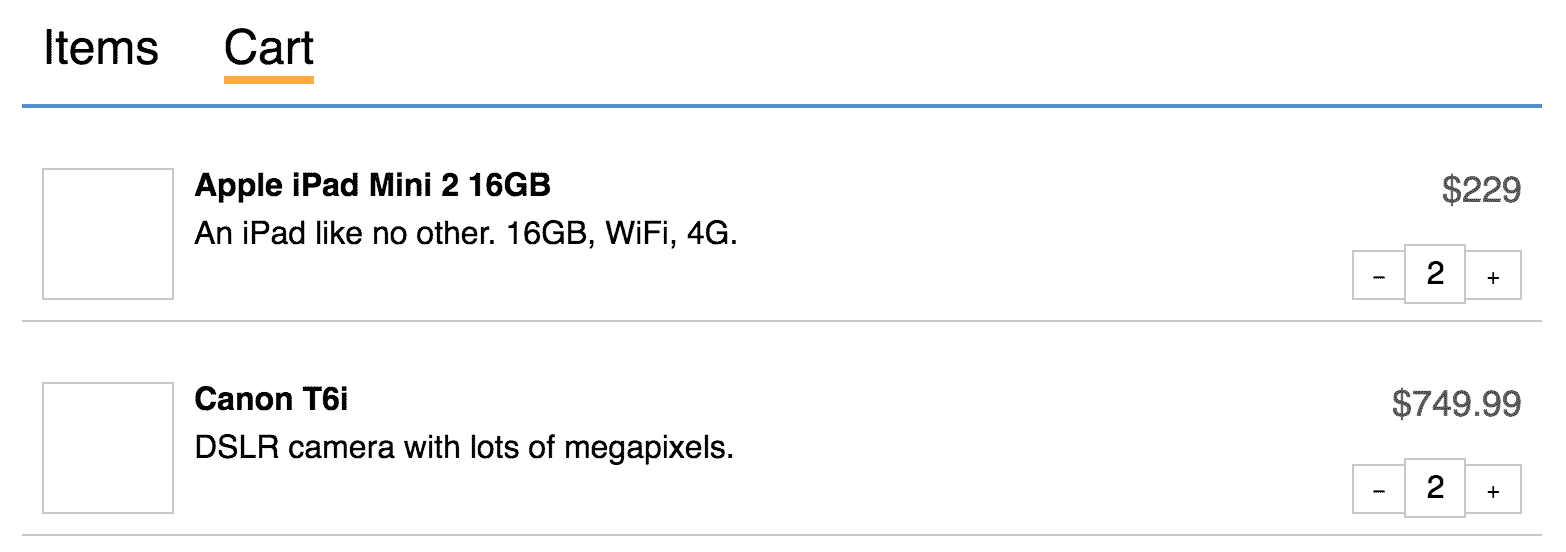 Items Cart
Apple iPad Mini 2 16GB
$229
An iPad like no other. 16GB, WiFi, 4G.
- 2 +
Canon T6i
$749.99
DSLR camera with lots of megapixels.
- 2 +